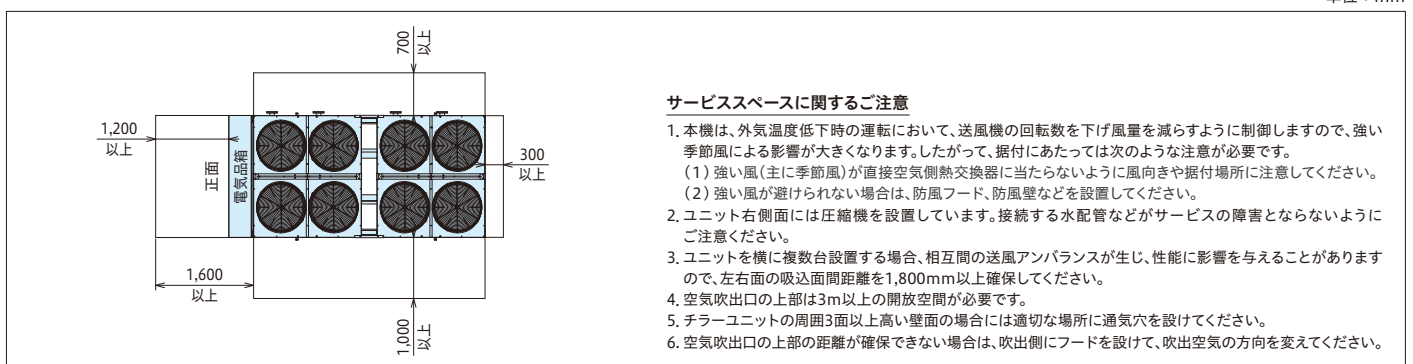 単位：mm
700
以上
1,200
以上
正面
電気品箱
300
以上
1,600
以上
1,000
以上
サービススペースに関するご注意
1. 本機は、外気温度低下時の運転において、送風機の回転数を下げ風量を減らすように制御しますので、強い
季節風による影響が大きくなります。したがって、据付にあたっては次のような注意が必要です。
（1）強い風(主に季節風)が直接空気側熱交換器に当たらないように風向きや据付場所に注意してください。
（2）強い風が避けられない場合は、防風フード、防風壁などを設置してください。
2. ユニット右側面には圧縮機を設置しています。接続する水配管などがサービスの障害とならないように
ご注意ください。
3. ユニットを横に複数台設置する場合、相互間の送風アンバランスが生じ、性能に影響を与えることがあります
ので、左右面の吸込面間距離を1,800mm以上確保してください。
4. 空気吹出口の上部は3m以上の開放空間が必要です。
5. チラーユニットの周囲3面以上高い壁面の場合には適切な場所に通気穴を設けてください。
6. 空気吹出口の上部の距離が確保できない場合は、吹出側にフードを設けて、吹出空気の方向を変えてください。